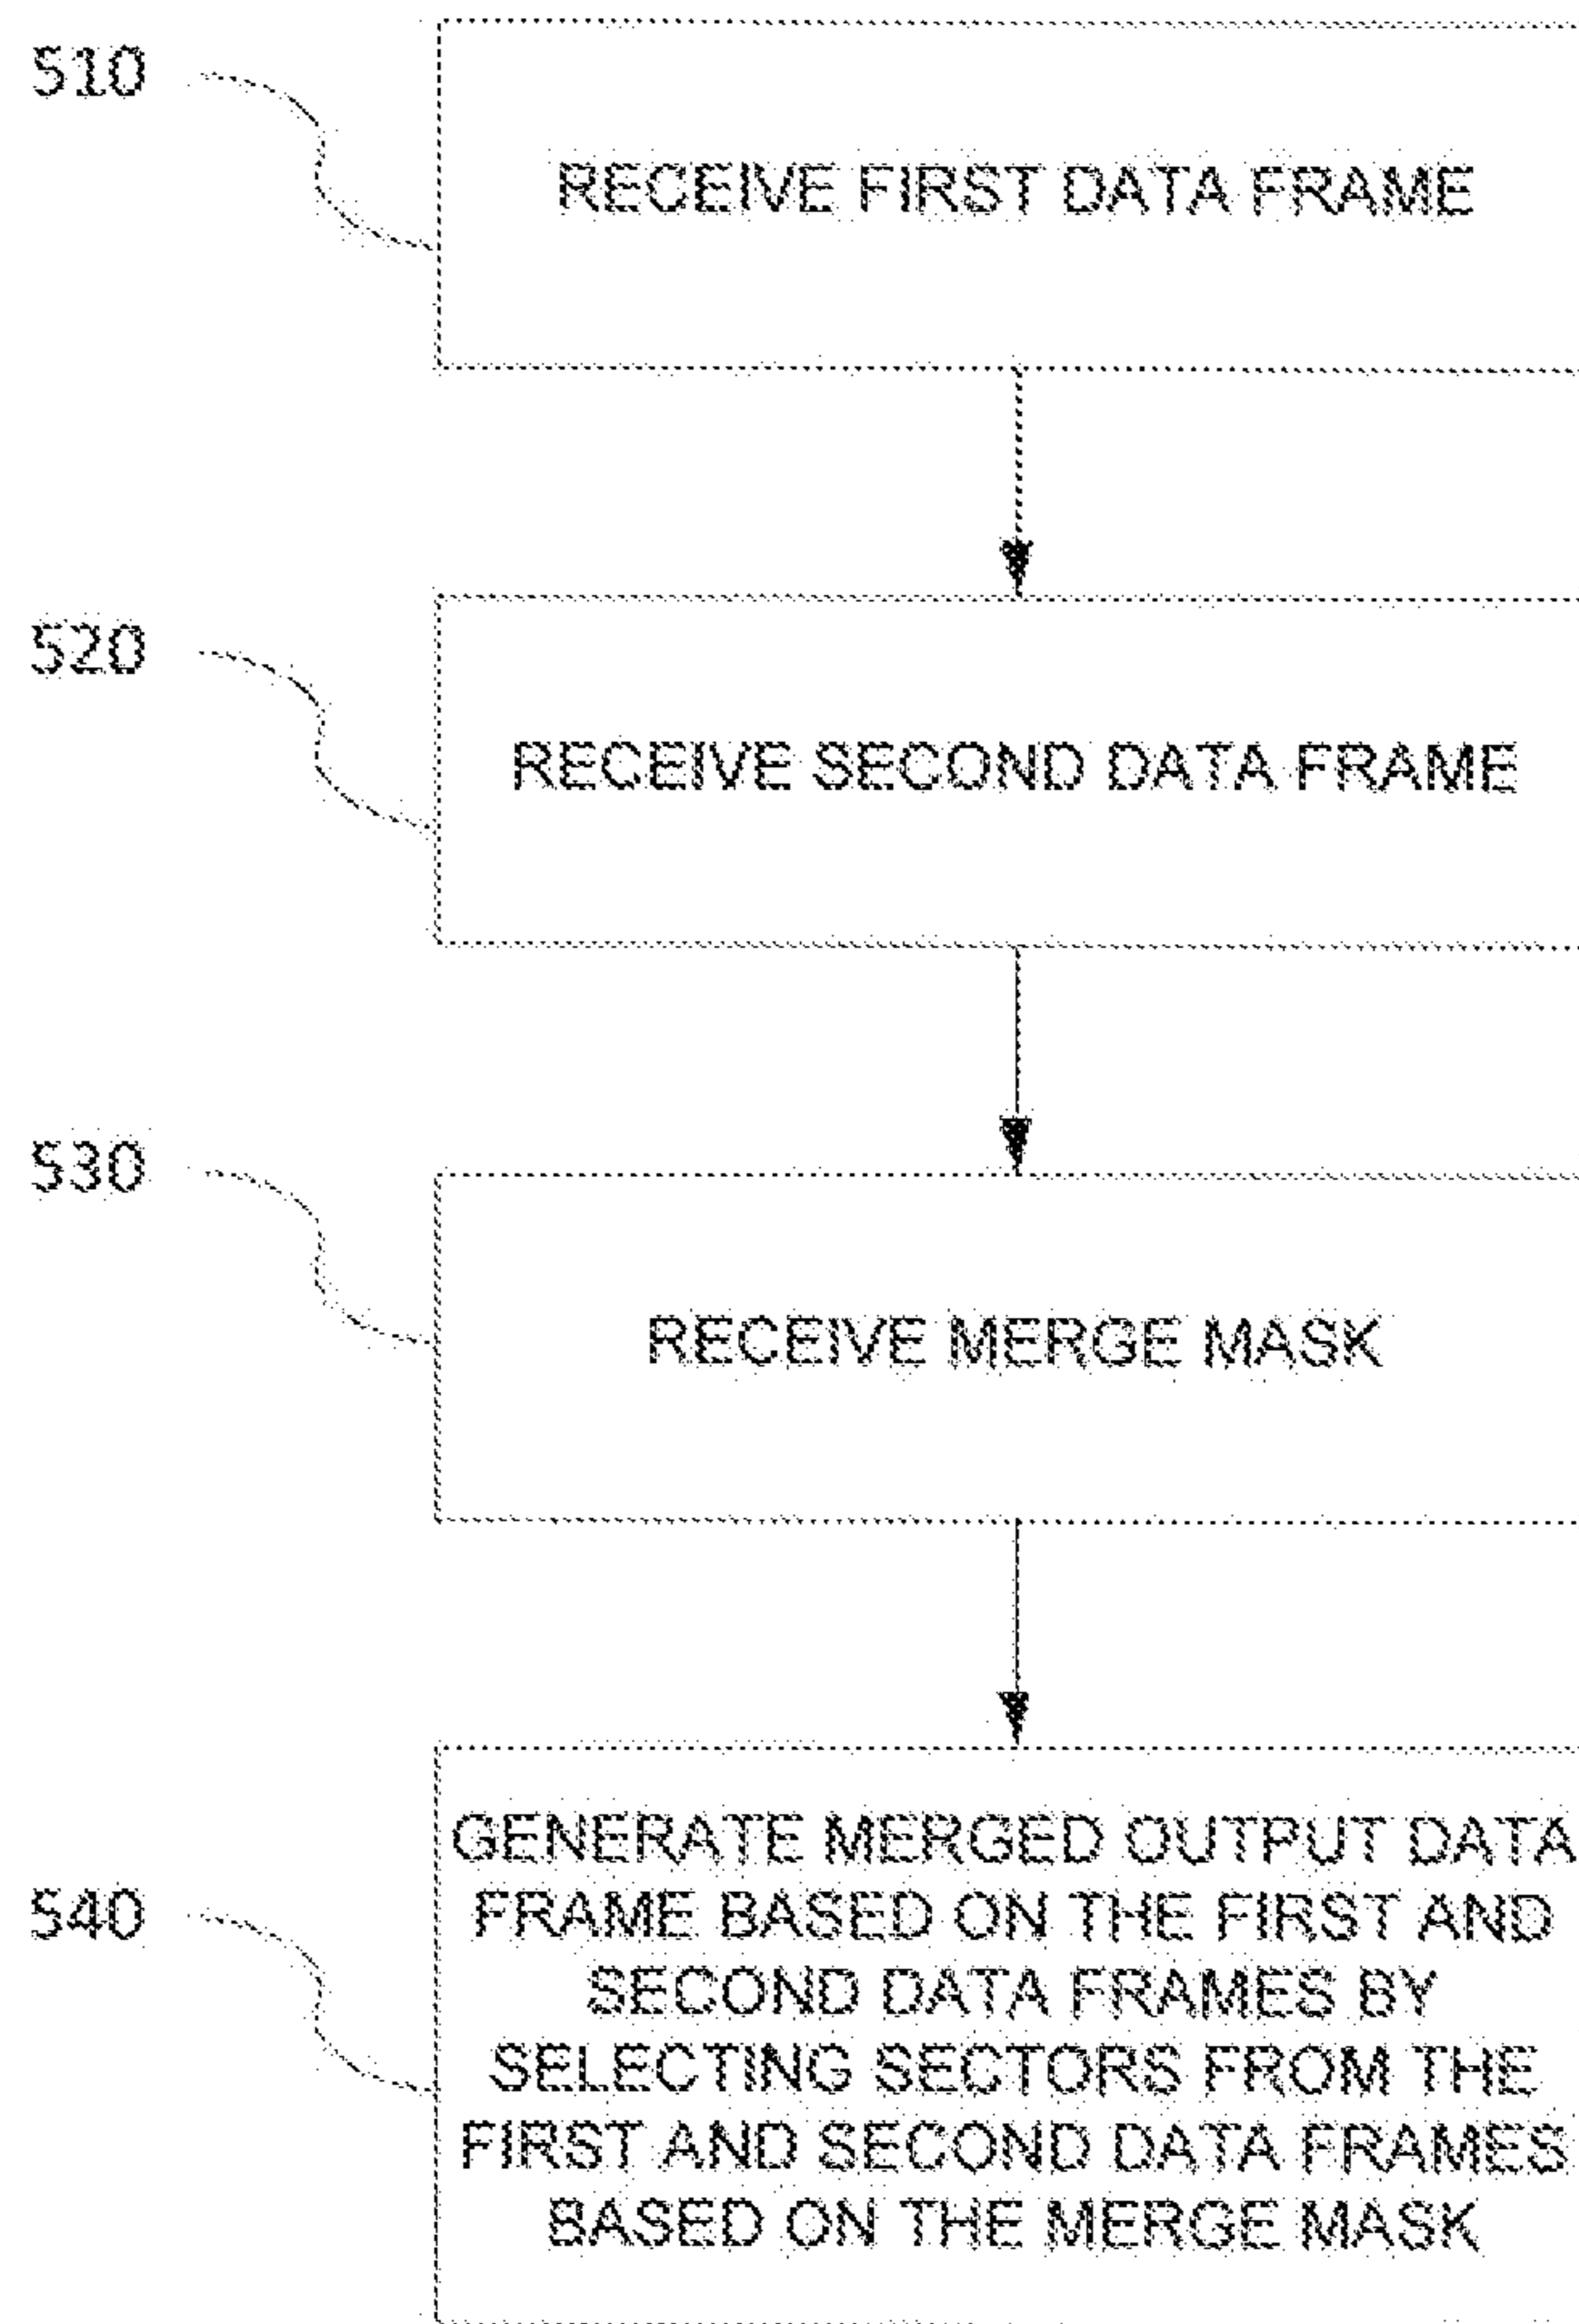 510
RECEIVE FIRST DATA FRAME
520
RECEIVE SECOND DATA FRAME
530
RECEIVE MERGE MASK
540
GENERATE MERGED OUTPUT DATA
FRAME BASED ON THE FIRST AND
SECOND DATA FRAMES BY
SELECTING SECTORS FROM THE
FIRST AND SECOND DATA FRAMES
BASED ON THE MERGE MASK